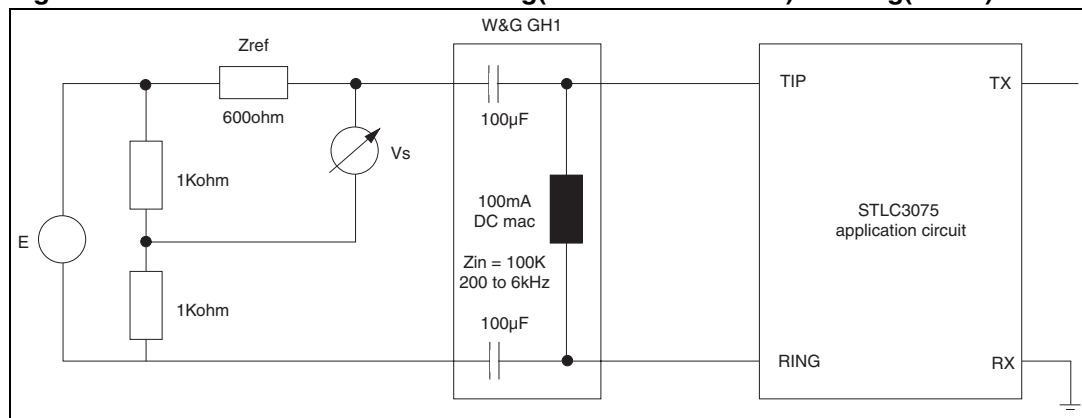 W&G GH1
Zref
600ohm
100µF
TIP
TX
1Kohm
Vs
100mA
DC mac
STLC3075
application circuit
E
Zin = 100K
200 to 6kHz
1Kohm
100µF
RING
RX